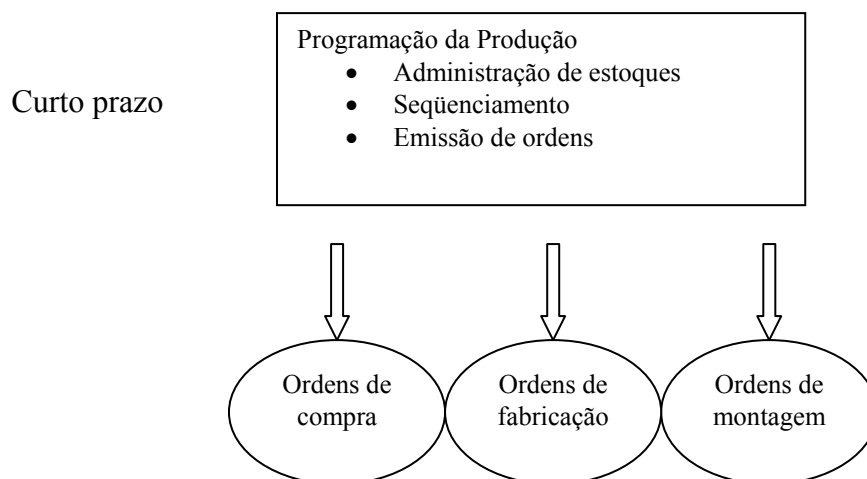 Programação da Produção
• Administração de estoques
Curto prazo
• Seqüenciamento
• Emissão de ordens
Ordens de
compra
Ordens de
fabricação
Ordens de
montagem